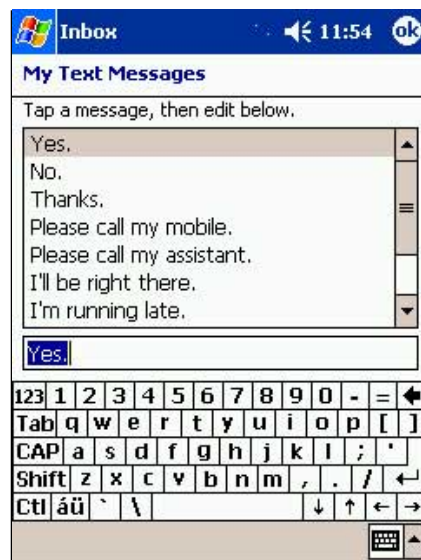 Inbox 11:54 ok
My Text Messages
Tap a message, then edit below.
Yes.
No.
Thanks.
Please call my mobile.
Please call my assistant.
I'll be right there.
I'm running late.
Yes.
123 1 2 3 4 5 6 7 8 9 0 - =
Tab q w e r t y u i o p [ ]
CAP a s d f g h j k l ; '
Shift z x c v b n m , . /
Ctl áü ` \